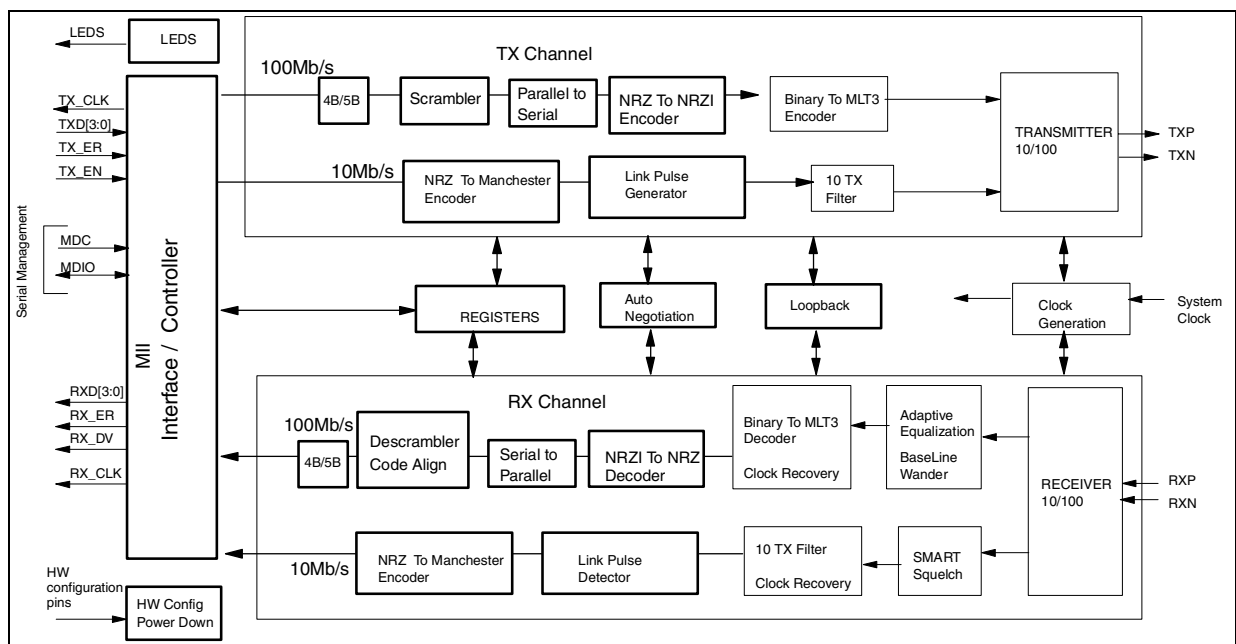 LEDS
LEDS
TX Channel
100Mb/s
4B/5B
Scrambler
Parallel to
Serial
NRZ To NRZI
Encoder
Binary To MLT3
Encoder
TRANSMITTER
10/100
TXP
TXN
TX_CLK
TXD[3:0]
TX_ER
TX_EN
10Mb/s
NRZ To Manchester
Encoder
Link Pulse
Generator
10 TX
Filter
Serial Management
MDC
MDIO
MII
Interface / Controller
REGISTERS
Auto
Negotiation
Loopback
Clock
Generation
System
Clock
RX Channel
RXD[3:0]
RX_ER
RX_DV
RX_CLK
100Mb/s
4B/5B
Descrambler
Code Align
Serial to
Parallel
NRZI To NRZ
Decoder
Binary To MLT3
Decoder
Clock Recovery
Adaptive
Equalization
BaseLine
Wander
RECEIVER
10/100
RXP
RXN
10Mb/s
NRZ To Manchester
Encoder
Link Pulse
Detector
10 TX Filter
Clock Recovery
SMART
Squelch
HW
configuration
pins
HW Config
Power Down